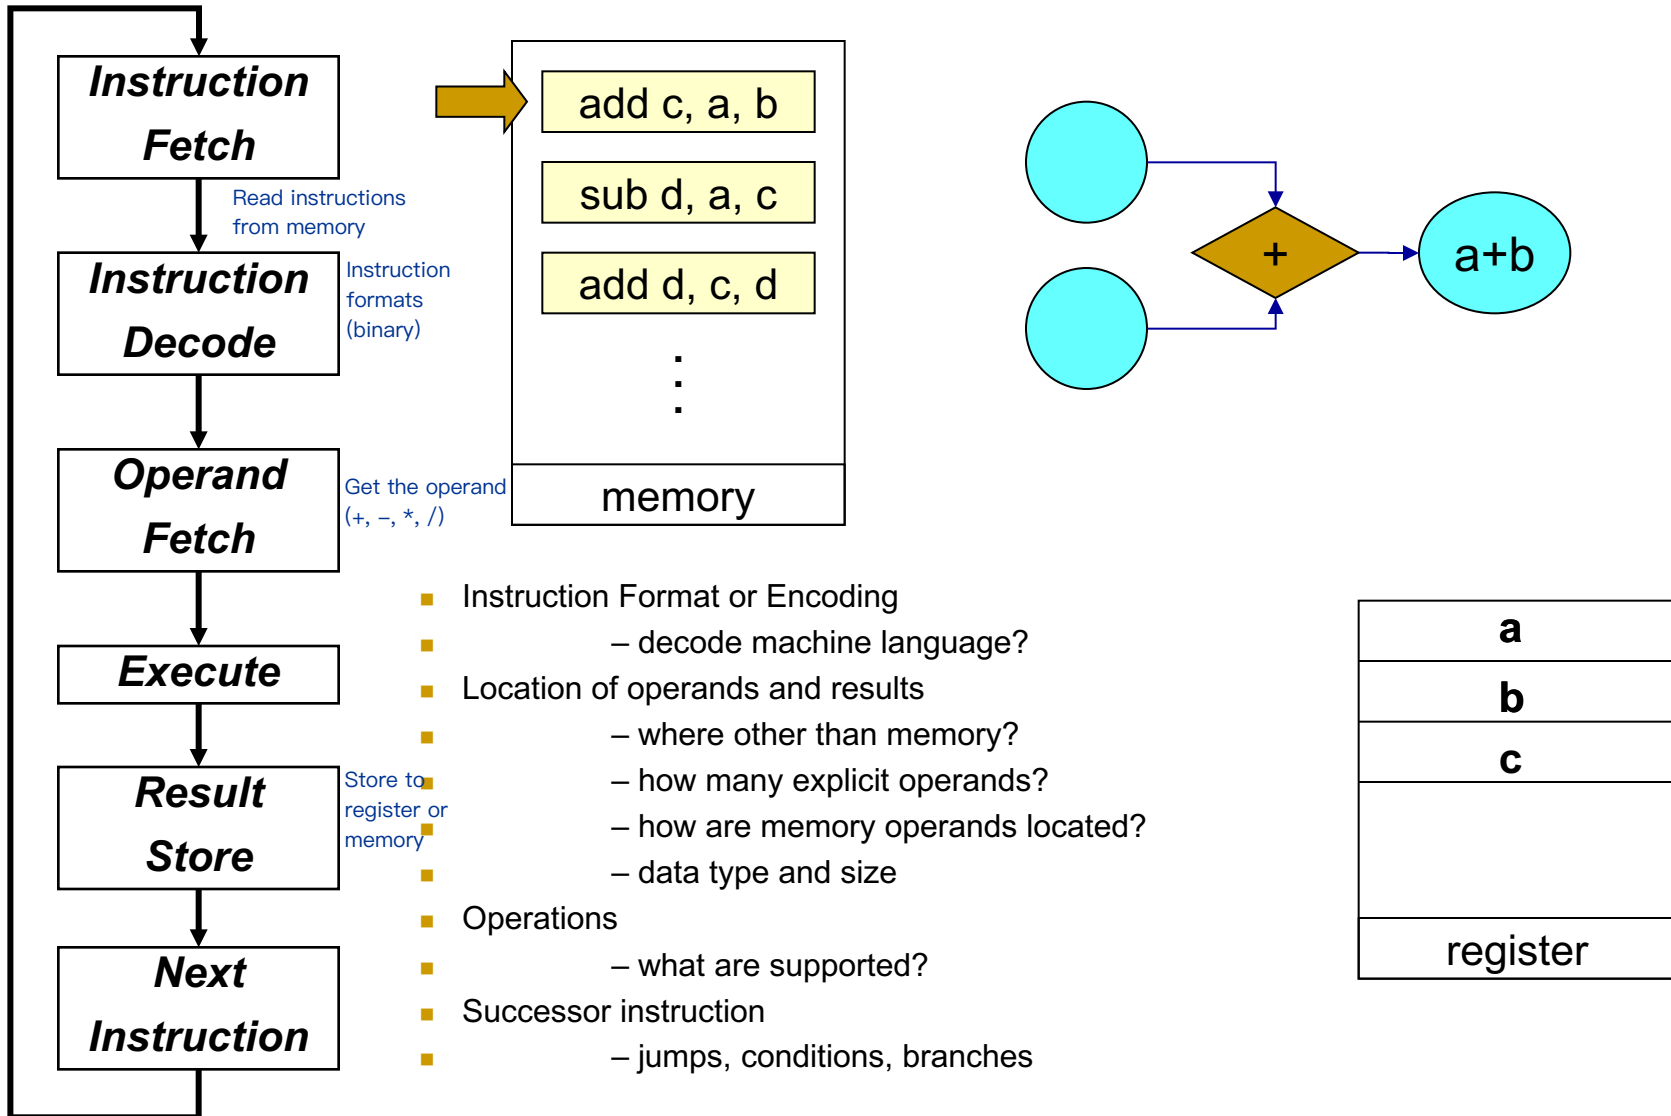 Instruction
Fetch
Read instructions
from memory
Instruction
Decode
Instruction
formats
(binary)
Operand
Fetch
Get the operand
(+, −, *, /)
Execute
Result
Store
Store to
register or
memory
Next
Instruction
add c, a, b
sub d, a, c
add d, c, d
.
.
.
memory
+
a+b
■ Instruction Format or Encoding
■ – decode machine language?
■ Location of operands and results
■ – where other than memory?
■ – how many explicit operands?
■ – how are memory operands located?
■ – data type and size
■ Operations
■ – what are supported?
■ Successor instruction
■ – jumps, conditions, branches
a
b
c
register